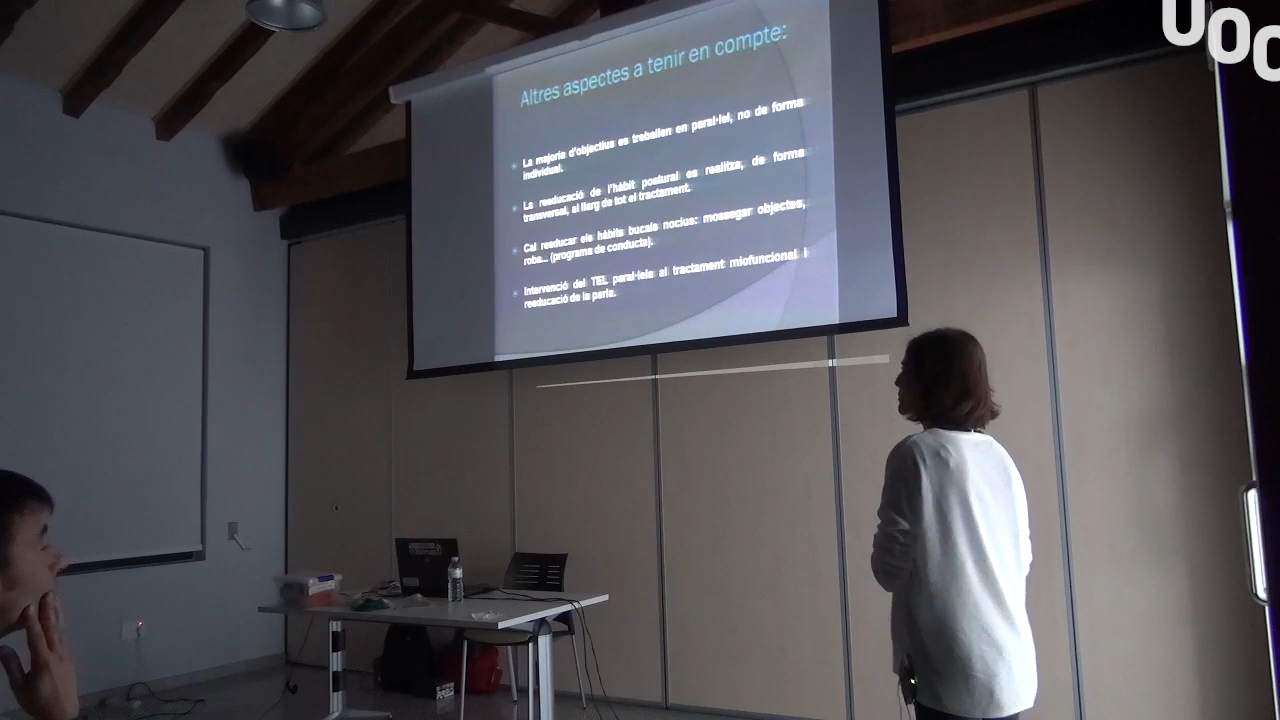 UOC
Altres aspectes a tenir en compte:
La majoria d'objectius es treballen en paral·lel, no de forma
individual.
La reeducació de l'hàbit postural es realitza, de forma
transversal, al llarg de tot el tractament.
Cal reeducar els hàbits bucals nocius: mossegar objectes,
roba... (programa de conducta).
Intervenció del TEL paral·lela al tractament miofuncional i
reeducació de la parla.